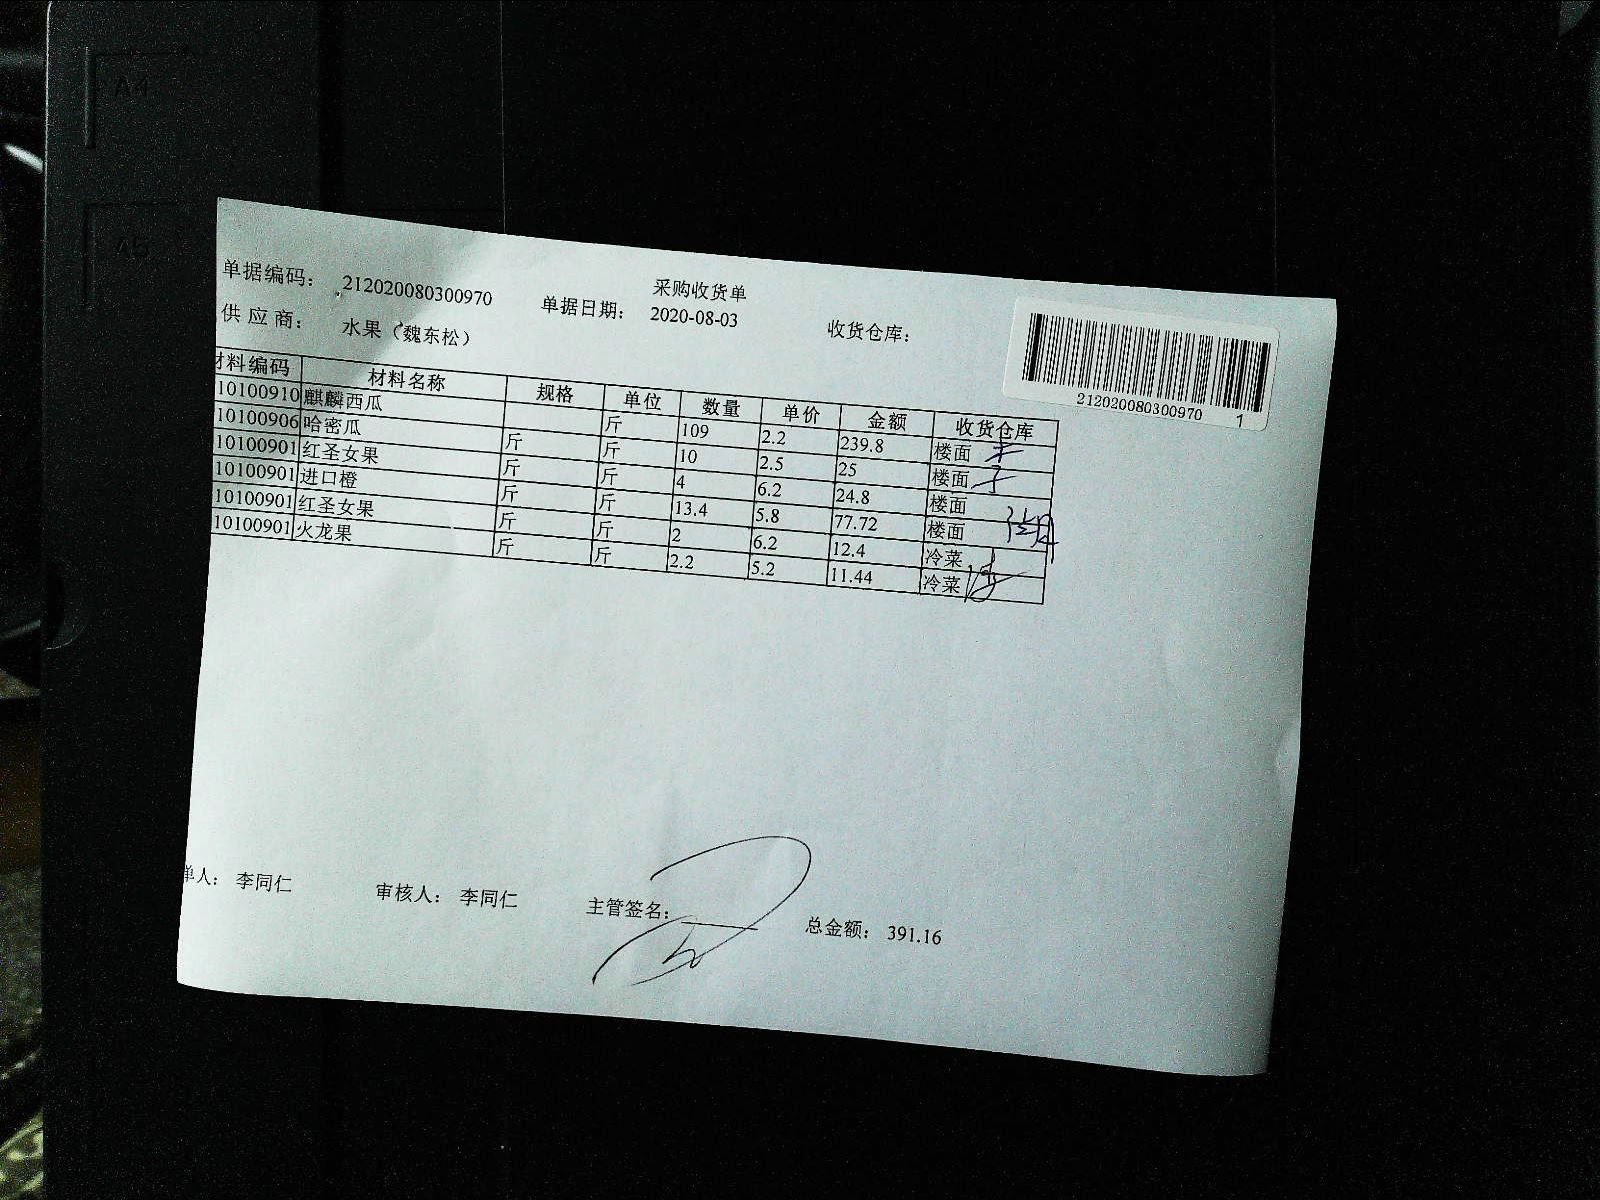 A4
A5
采购收货单
单据编码： 212020080300970 单据日期： 2020-08-03 收货仓库：
供 应 商： 水果（魏东松）
212020080300970 1
材料编码 材料名称 规格 单位 数量 单价 金额 收货仓库
10100910 麒麟西瓜 斤 109 2.2 239.8 楼面
10100906 哈密瓜 斤 斤 10 2.5 25 楼面
10100901 红圣女果 斤 斤 4 6.2 24.8 楼面
10100901 进口橙 斤 斤 13.4 5.8 77.72 楼面
10100901 红圣女果 斤 斤 2 6.2 12.4 冷菜
10100901 火龙果 斤 斤 2.2 5.2 11.44 冷菜
单人： 李同仁 审核人： 李同仁 主管签名： 总金额： 391.16